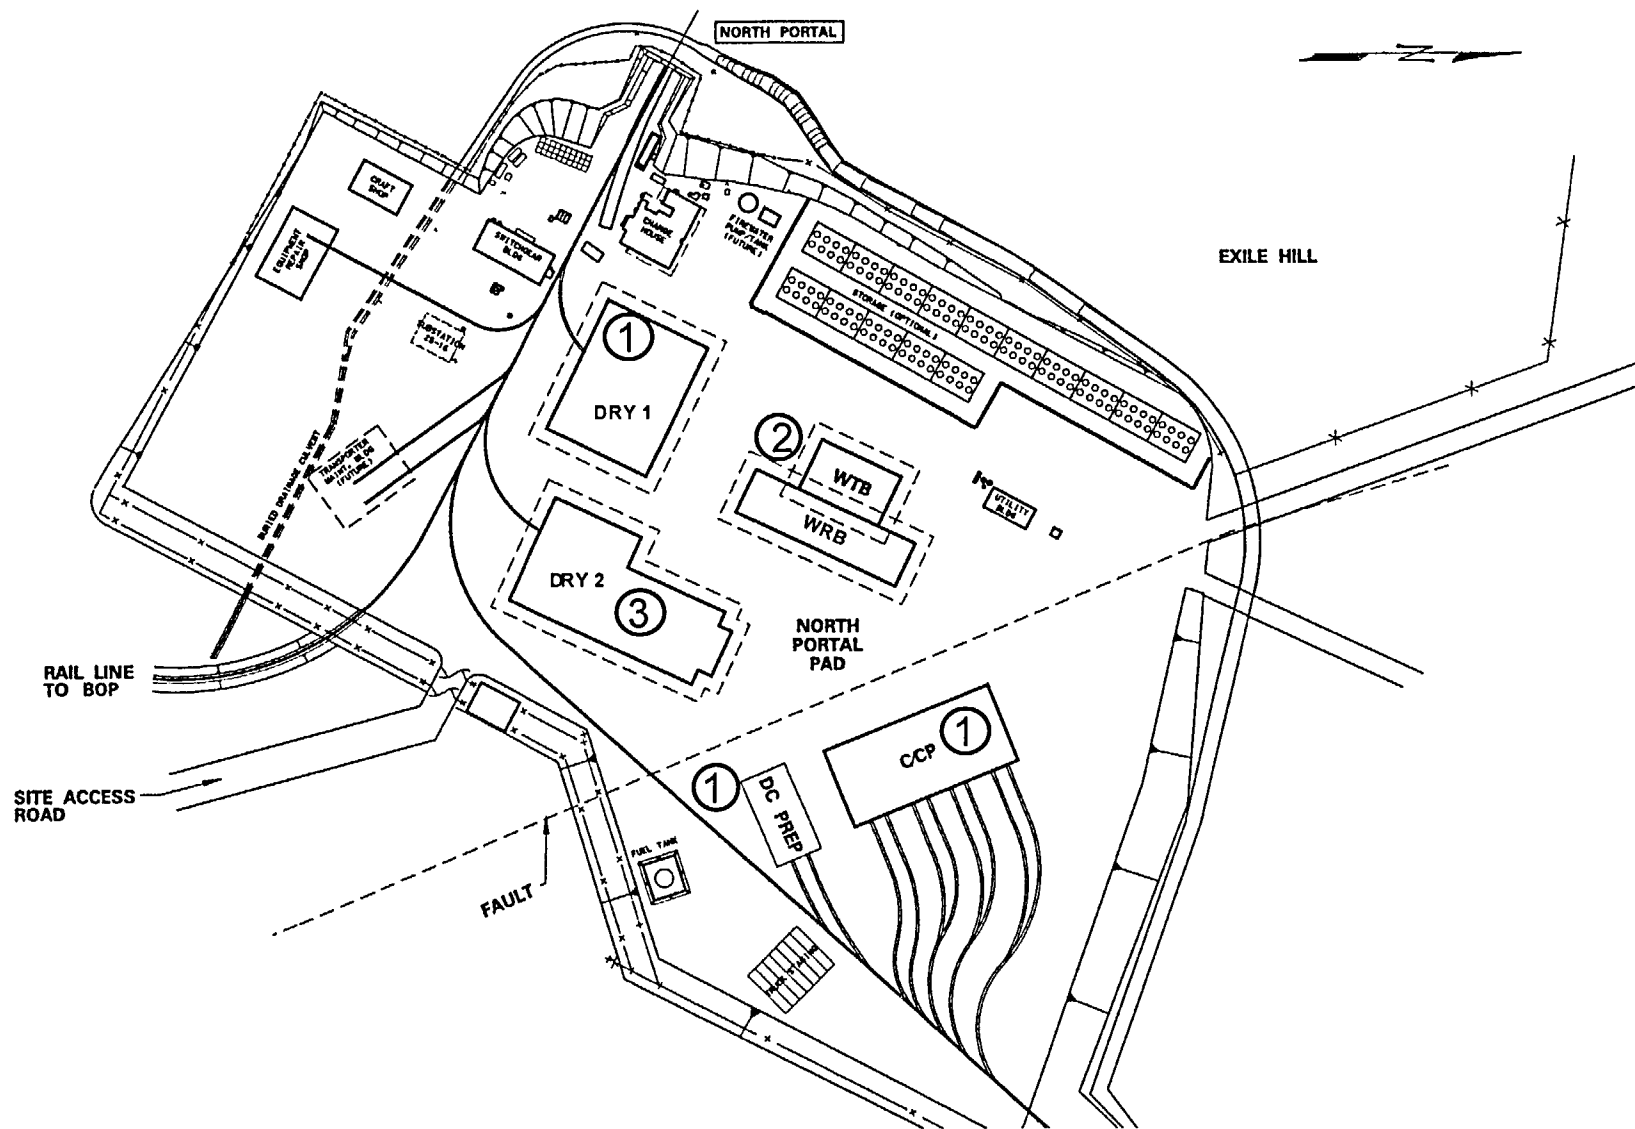 NORTH PORTAL
N
EXILE HILL
CRAFT
SHOP
EQUIPMENT
REPAIR
SHOP
SWITCHGEAR
BLDG
CHANGE
HOUSE
FIREWATER
PUMP/TANK
(FUTURE)
STORAGE (OPTIONAL)
SUBSTATION
1
DRY 1
2
WTB
WRB
UTILITY
BLDG
TRANSPORTER
MAINT. BLDG
(FUTURE)
BURIED DRAINAGE CULVERT
DRY 2
3
NORTH
PORTAL
PAD
RAIL LINE
TO BOP
SITE ACCESS
ROAD
C/CP
1
1
DC PREP
FUEL TANK
FAULT
TRUCK STAGING